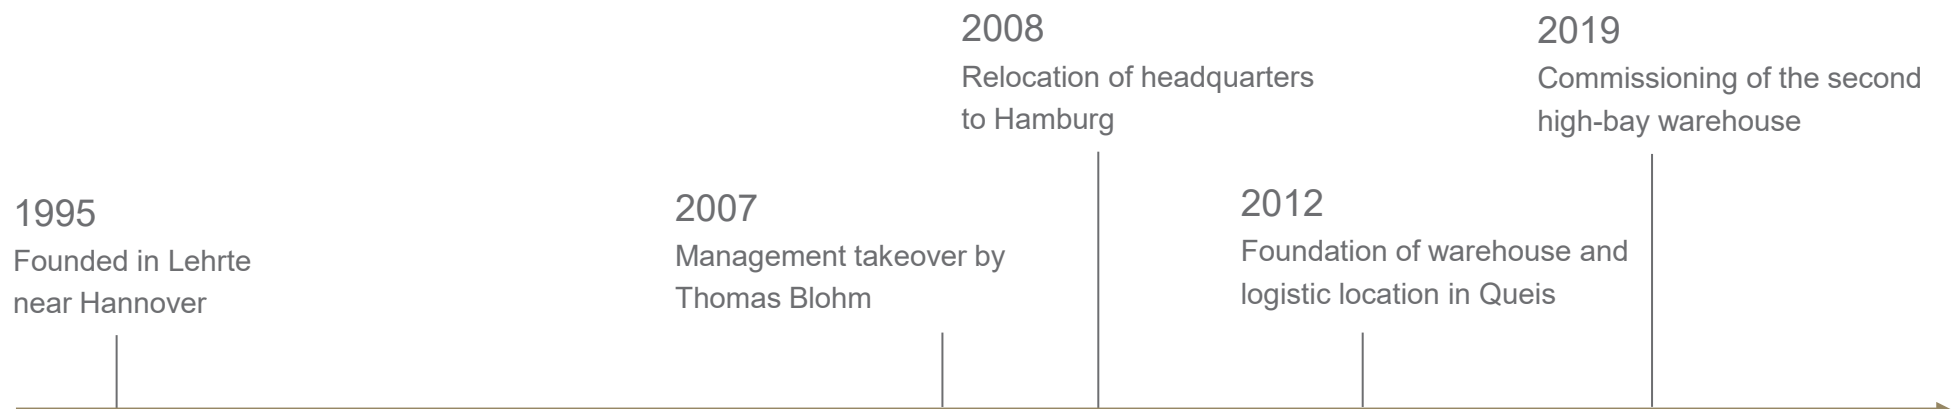 1995
Founded in Lehrte
near Hannover
2007
Management takeover by
Thomas Blohm
2008
Relocation of headquarters
to Hamburg
2012
Foundation of warehouse and
logistic location in Queis
2019
Commissioning of the second
high-bay warehouse